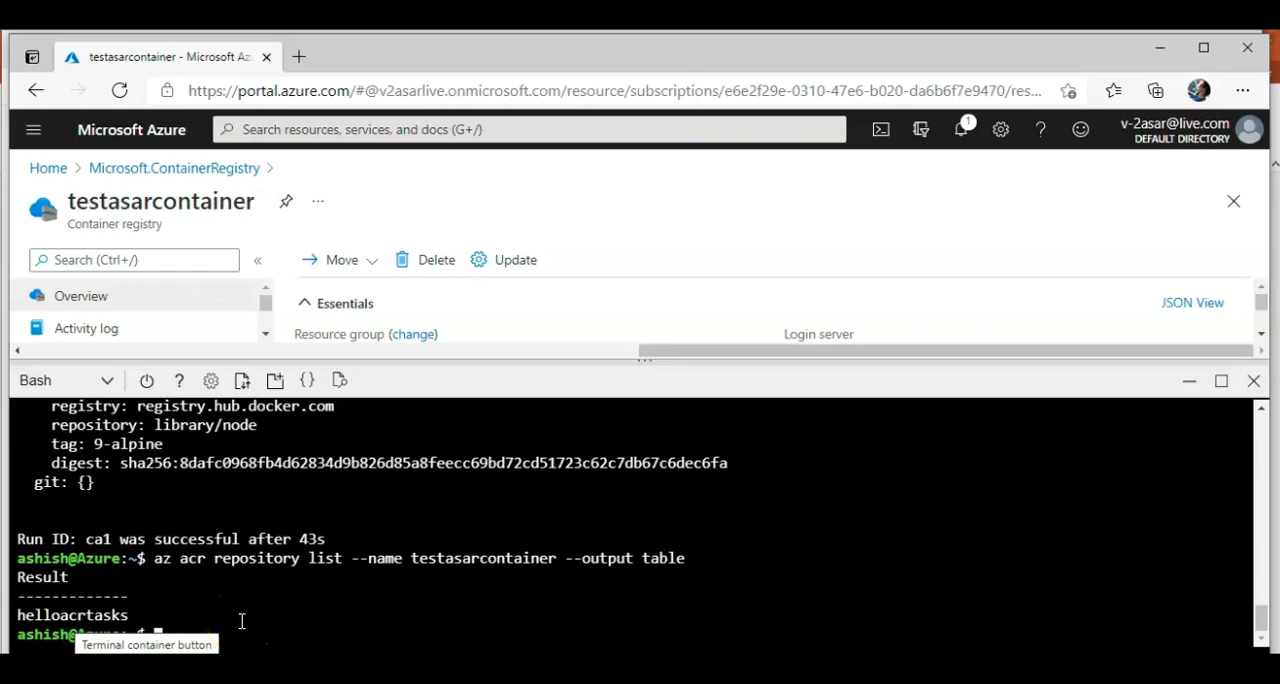 testasarcontainer - Microsoft Az
https://portal.azure.com/#@v2asarlive.onmicrosoft.com/resource/subscriptions/e6e2f29e-0310-47e6-b020-da6b6f7e9470/res...
Microsoft Azure
Search resources, services, and docs (G+/)
1
v-2asar@live.com
DEFAULT DIRECTORY
Home > Microsoft.ContainerRegistry >
testasarcontainer
Container registry
Search (Ctrl+/)
Move
Delete
Update
Overview
Essentials
JSON View
Activity log
Resource group (change)
Login server
Bash
registry: registry.hub.docker.com
repository: library/node
tag: 9-alpine
digest: sha256:8dafc0968fb4d62834d9b826d85a8feecc69bd72cd51723c62c7db67c6dec6fa
git: {}
Run ID: ca1 was successful after 43s
ashish@Azure:~$ az acr repository list --name testasarcontainer --output table
Result
-------------
helloacrtasks
ashish@Azure:~$
Terminal container button